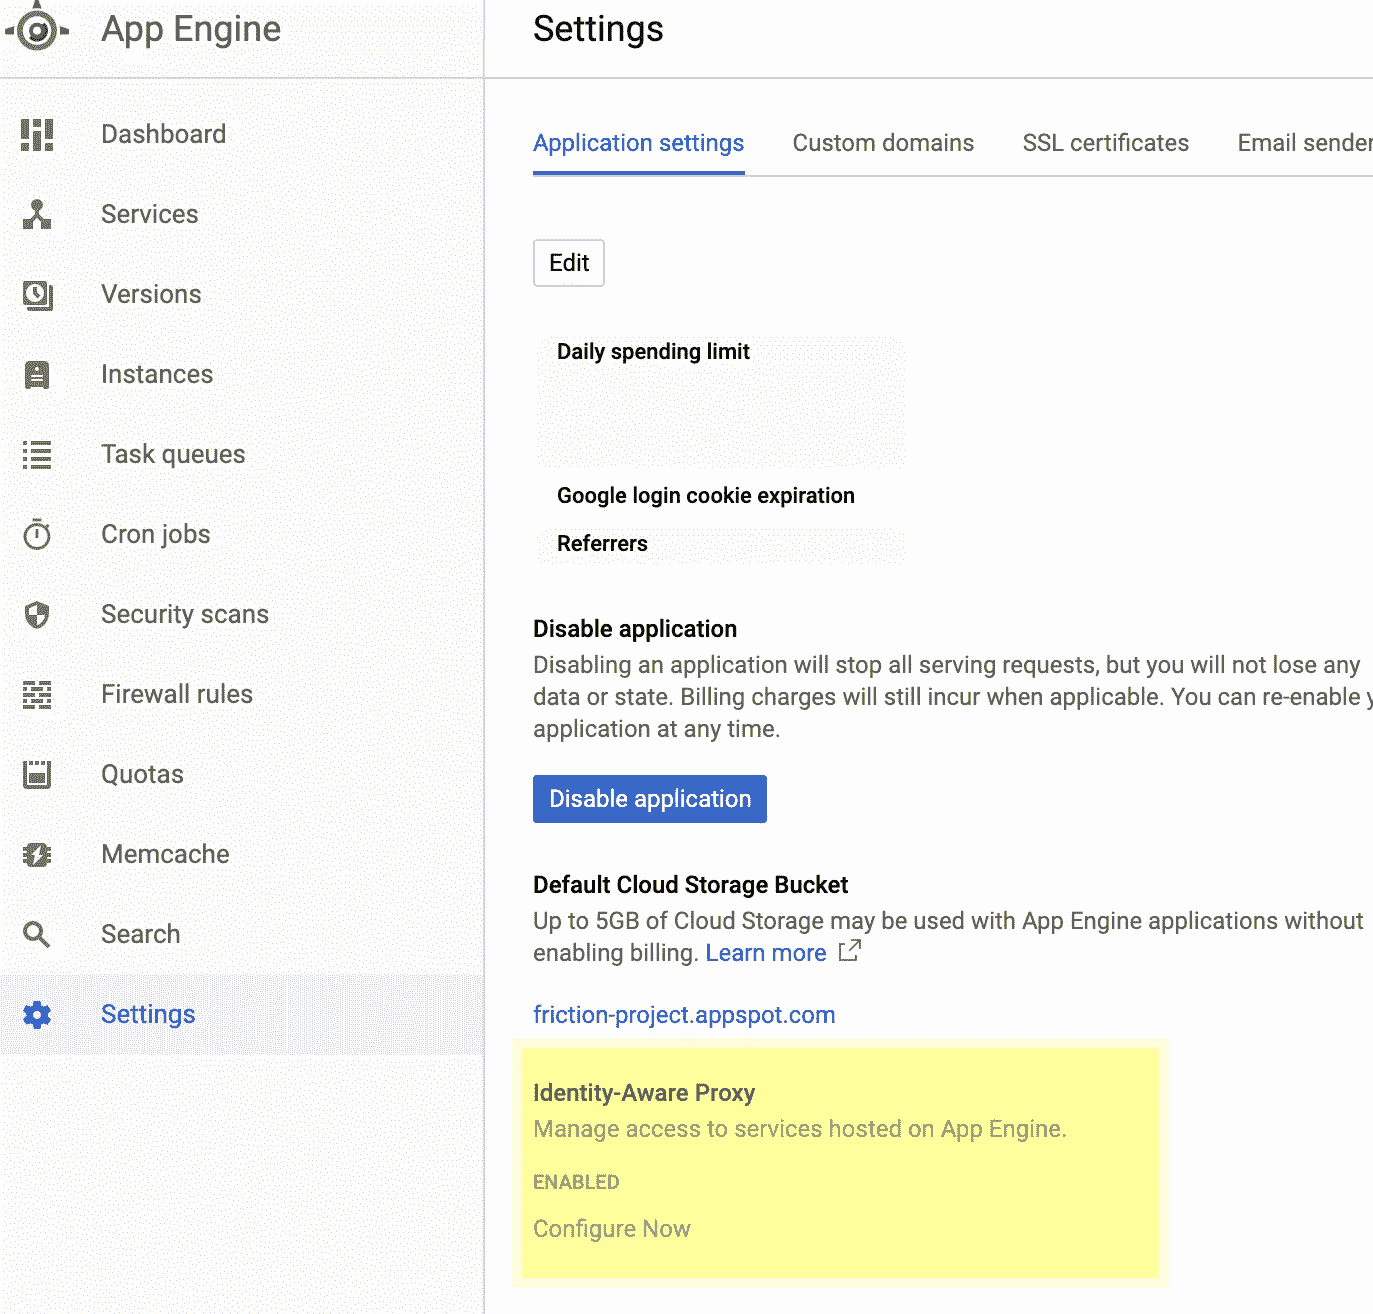 App Engine
Settings
Dashboard
Services
Versions
Instances
Task queues
Cron jobs
Security scans
Firewall rules
Quotas
Memcache
Search
Settings
Application settings Custom domains SSL certificates Email sender
Edit
Daily spending limit
Google login cookie expiration
Referrers
Disable application
Disabling an application will stop all serving requests, but you will not lose any
data or state. Billing charges will still incur when applicable. You can re-enable
application at any time.
Disable application
Default Cloud Storage Bucket
Up to 5GB of Cloud Storage may be used with App Engine applications without
enabling billing. Learn more
friction-project.appspot.com
Identity-Aware Proxy
Manage access to services hosted on App Engine.
ENABLED
Configure Now